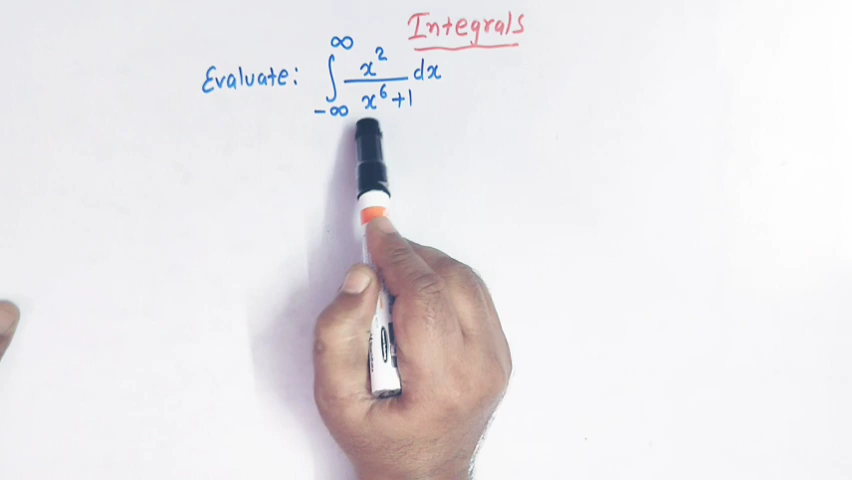 Integrals
Evaluate: ∫_{-∞}^{∞} x²/(x⁶+1) dx